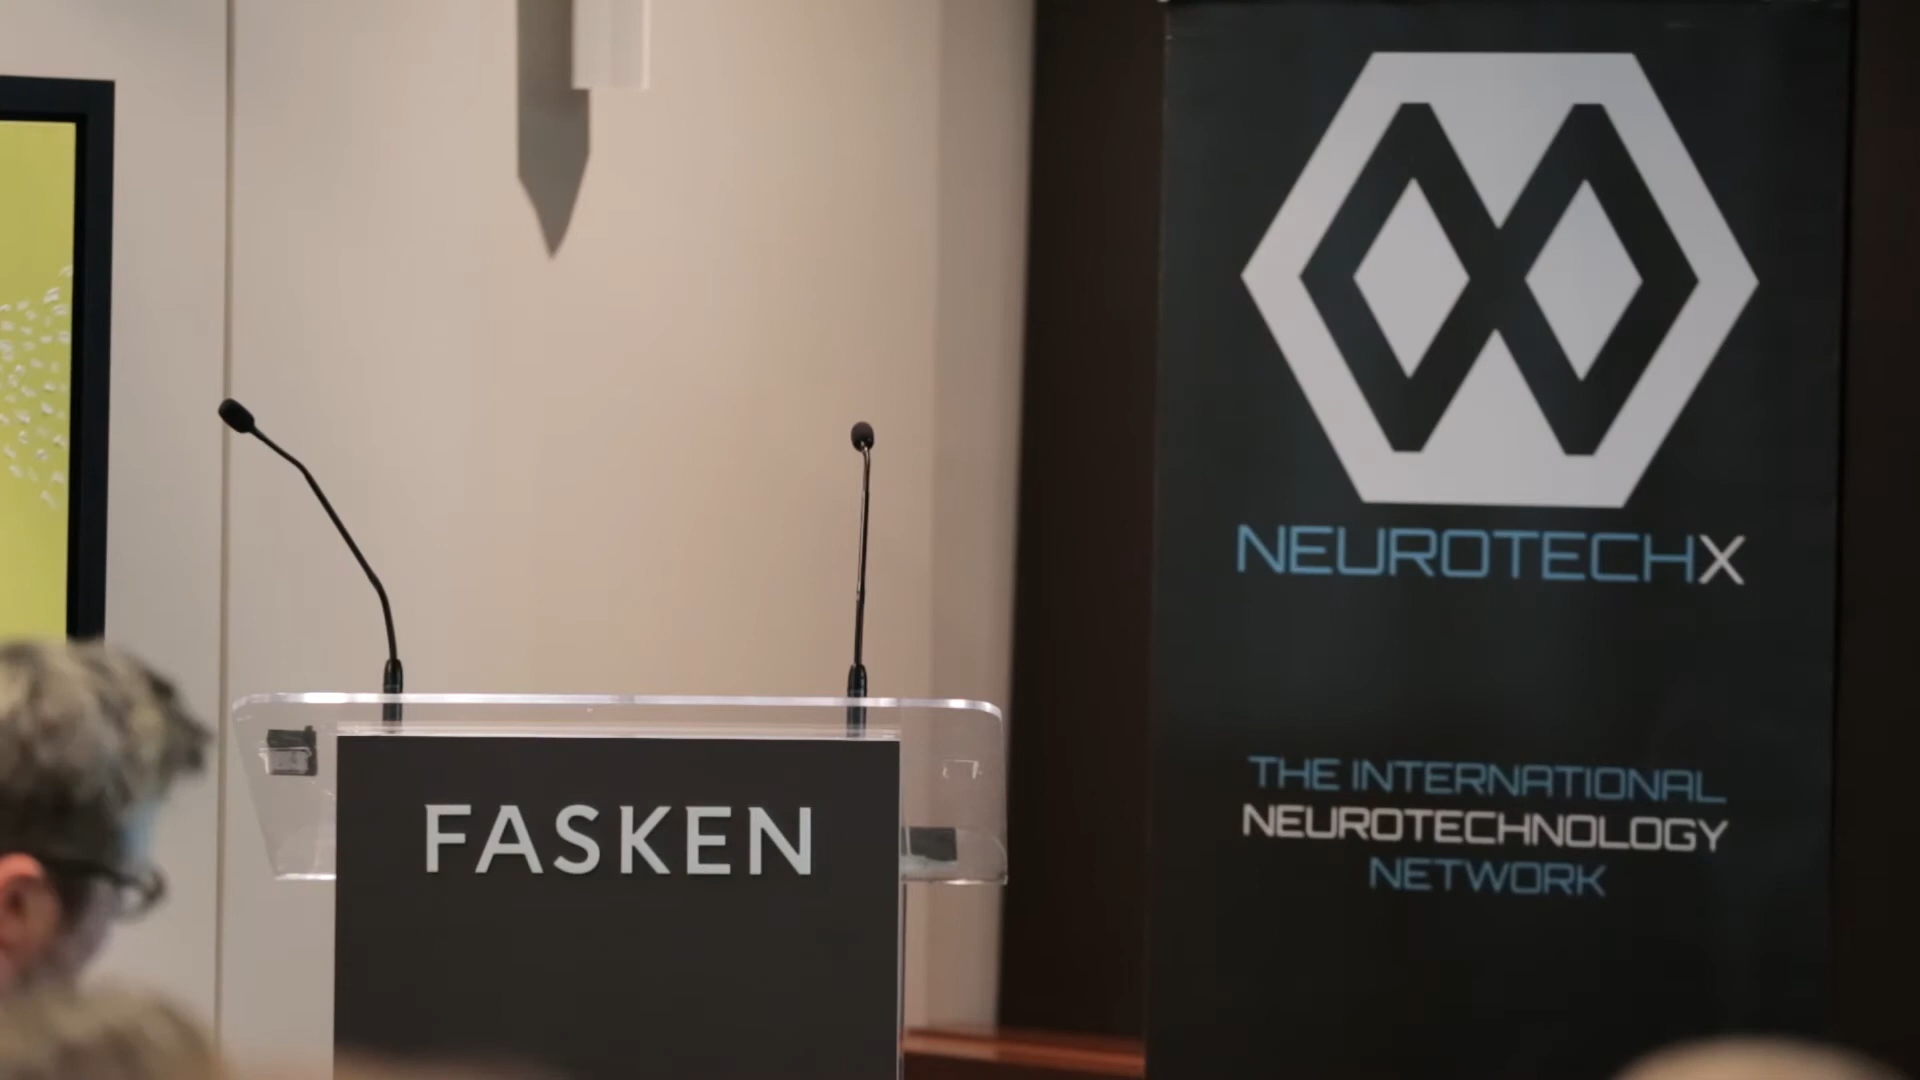 FASKEN
NEUROTECHX
THE INTERNATIONAL
NEUROTECHNOLOGY
NETWORK